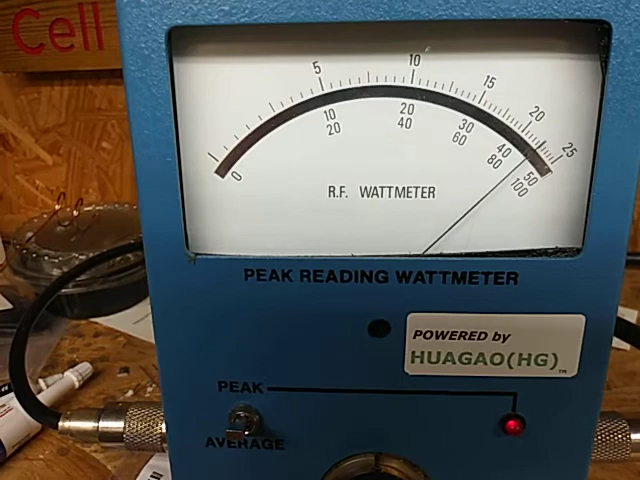 Cell
0 5 10 15 20 25
10 20 30 40 50
20 40 60 80 100
R.F. WATTMETER
PEAK READING WATTMETER
POWERED by
HUAGAO(HG)™
PEAK
AVERAGE